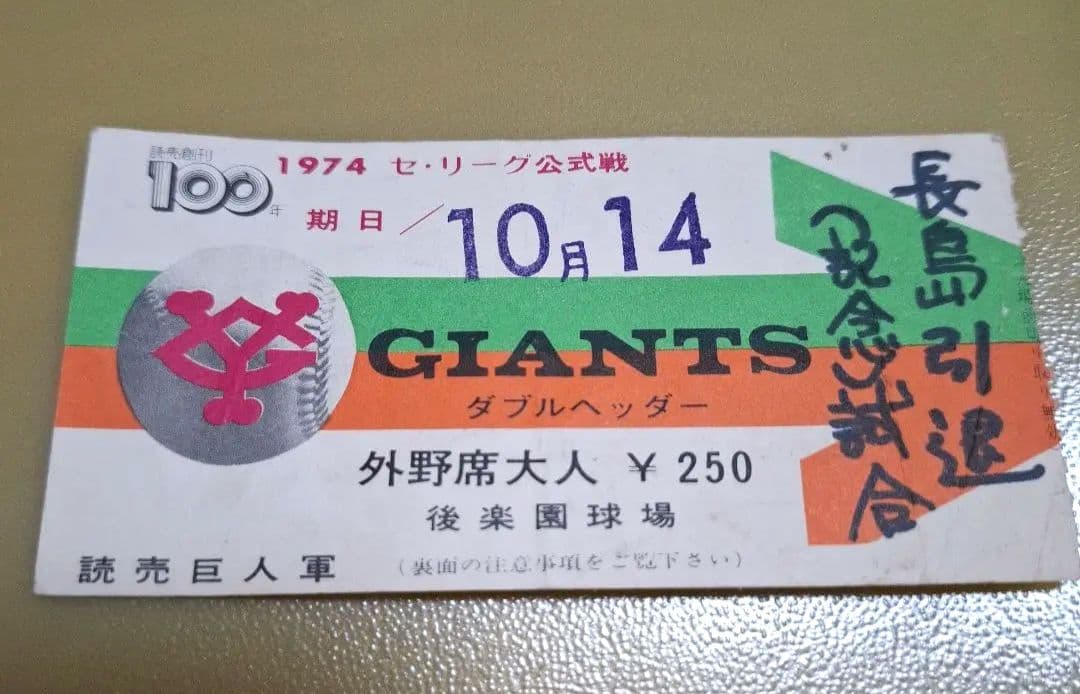 読売創刊
100年
1974 セ・リーグ公式戦
期日/10月14
GIANTS
ダブルヘッダー
外野席大人 ¥250
後楽園球場
読売巨人軍
(裏面の注意事項をご覧下さい)
長島引退
の記念試合